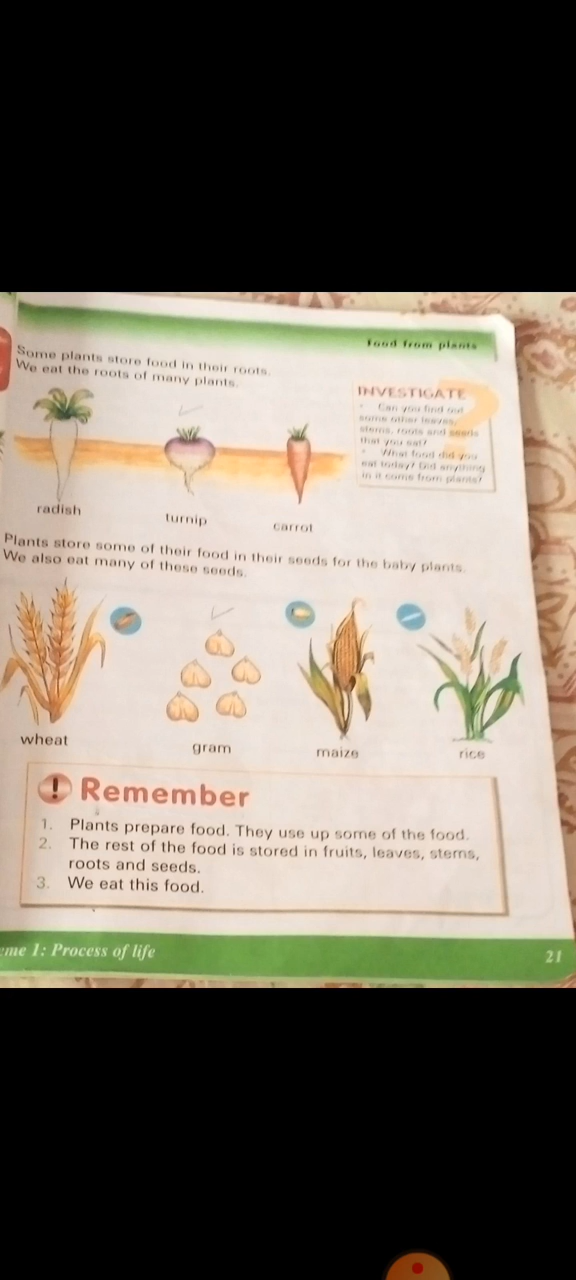 Food from plants
Some plants store food in their roots.
We eat the roots of many plants.
INVESTIGATE
Can you find out
some other leaves,
stems, roots and seeds
that you eat?
What food did you
eat today? Did anything
in it come from plants?
radish
turnip
carrot
Plants store some of their food in their seeds for the baby plants.
We also eat many of these seeds.
wheat
gram
maize
rice
! Remember
1. Plants prepare food. They use up some of the food.
2. The rest of the food is stored in fruits, leaves, stems,
roots and seeds.
3. We eat this food.
eme 1: Process of life
21